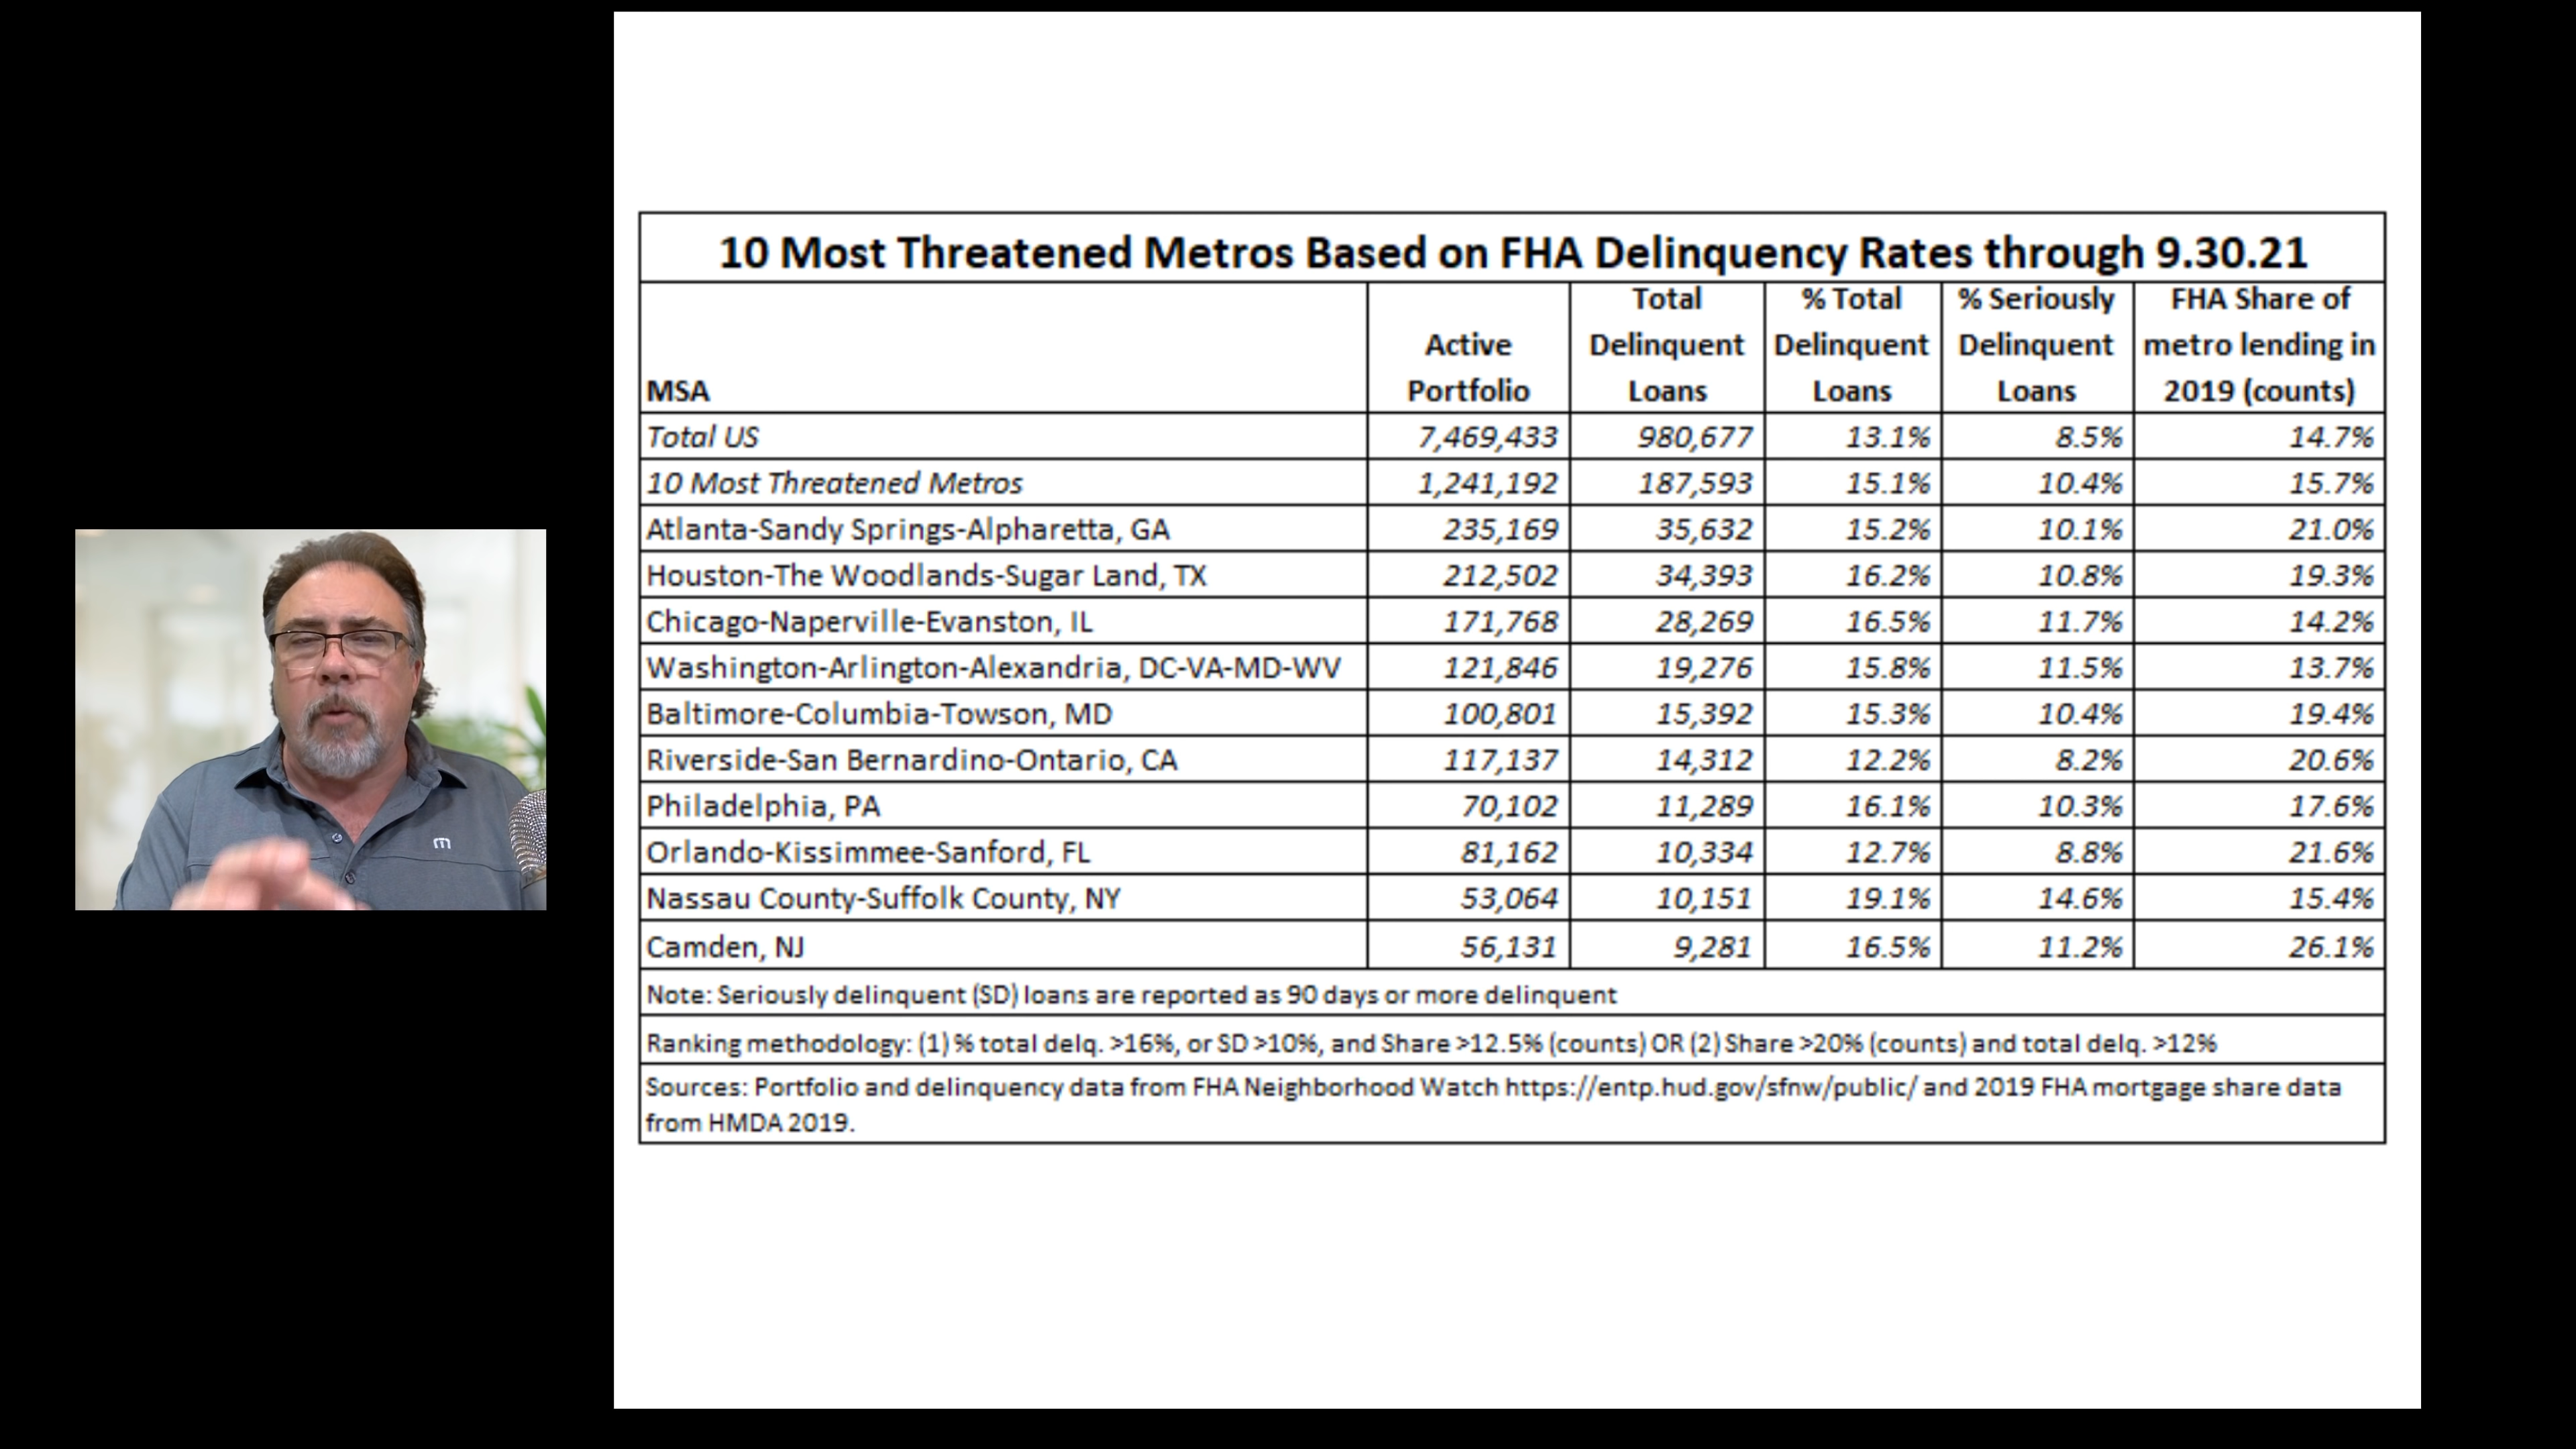 10 Most Threatened Metros Based on FHA Delinquency Rates through 9.30.21
MSA
Active
Portfolio
Total
Delinquent
Loans
% Total
Delinquent
Loans
% Seriously
Delinquent
Loans
FHA Share of
metro lending in
2019 (counts)
Total US 7,469,433 980,677 13.1% 8.5% 14.7%
10 Most Threatened Metros 1,241,192 187,593 15.1% 10.4% 15.7%
Atlanta-Sandy Springs-Alpharetta, GA 235,169 35,632 15.2% 10.1% 21.0%
Houston-The Woodlands-Sugar Land, TX 212,502 34,393 16.2% 10.8% 19.3%
Chicago-Naperville-Evanston, IL 171,768 28,269 16.5% 11.7% 14.2%
Washington-Arlington-Alexandria, DC-VA-MD-WV 121,846 19,276 15.8% 11.5% 13.7%
Baltimore-Columbia-Towson, MD 100,801 15,392 15.3% 10.4% 19.4%
Riverside-San Bernardino-Ontario, CA 117,137 14,312 12.2% 8.2% 20.6%
Philadelphia, PA 70,102 11,289 16.1% 10.3% 17.6%
Orlando-Kissimmee-Sanford, FL 81,162 10,334 12.7% 8.8% 21.6%
Nassau County-Suffolk County, NY 53,064 10,151 19.1% 14.6% 15.4%
Camden, NJ 56,131 9,281 16.5% 11.2% 26.1%
Note: Seriously delinquent (SD) loans are reported as 90 days or more delinquent
Ranking methodology: (1) % total delq. >16%, or SD >10%, and Share >12.5% (counts) OR (2) Share >20% (counts) and total delq. >12%
Sources: Portfolio and delinquency data from FHA Neighborhood Watch https://entp.hud.gov/sfnw/public/ and 2019 FHA mortgage share data
from HMDA 2019.
m